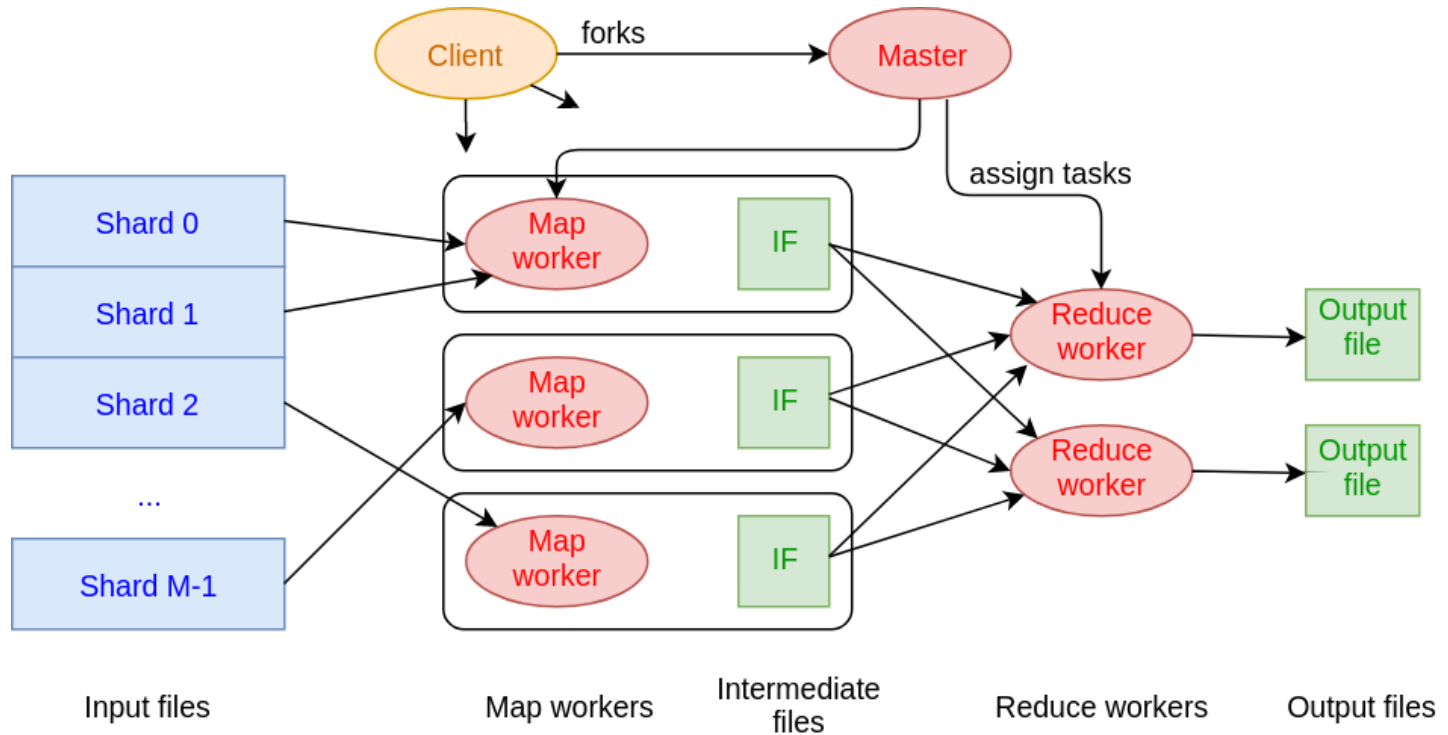 Client
forks
Master
assign tasks
Shard 0
Shard 1
Shard 2
...
Shard M-1
Map
worker
IF
Map
worker
IF
Map
worker
IF
Reduce
worker
Reduce
worker
Output
file
Output
file
Input files
Map workers
Intermediate
files
Reduce workers
Output files